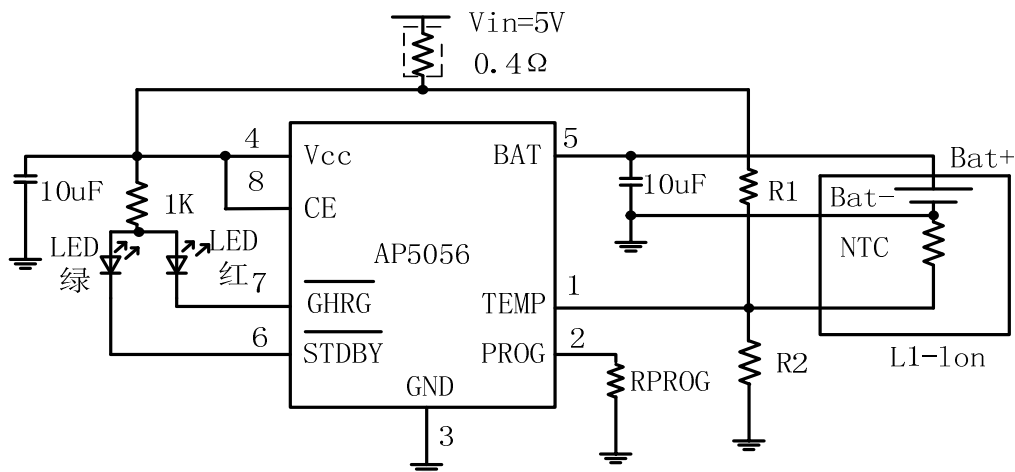 Vin=5V
0.4Ω
4
Vcc
BAT
5
Bat+
8
10uF
1K
CE
10uF
R1
Bat-
LED
绿
LED
红
AP5056
NTC
7
GHRG
TEMP
1
6
STDBY
PROG
2
GND
RPROG
R2
L1-lon
3